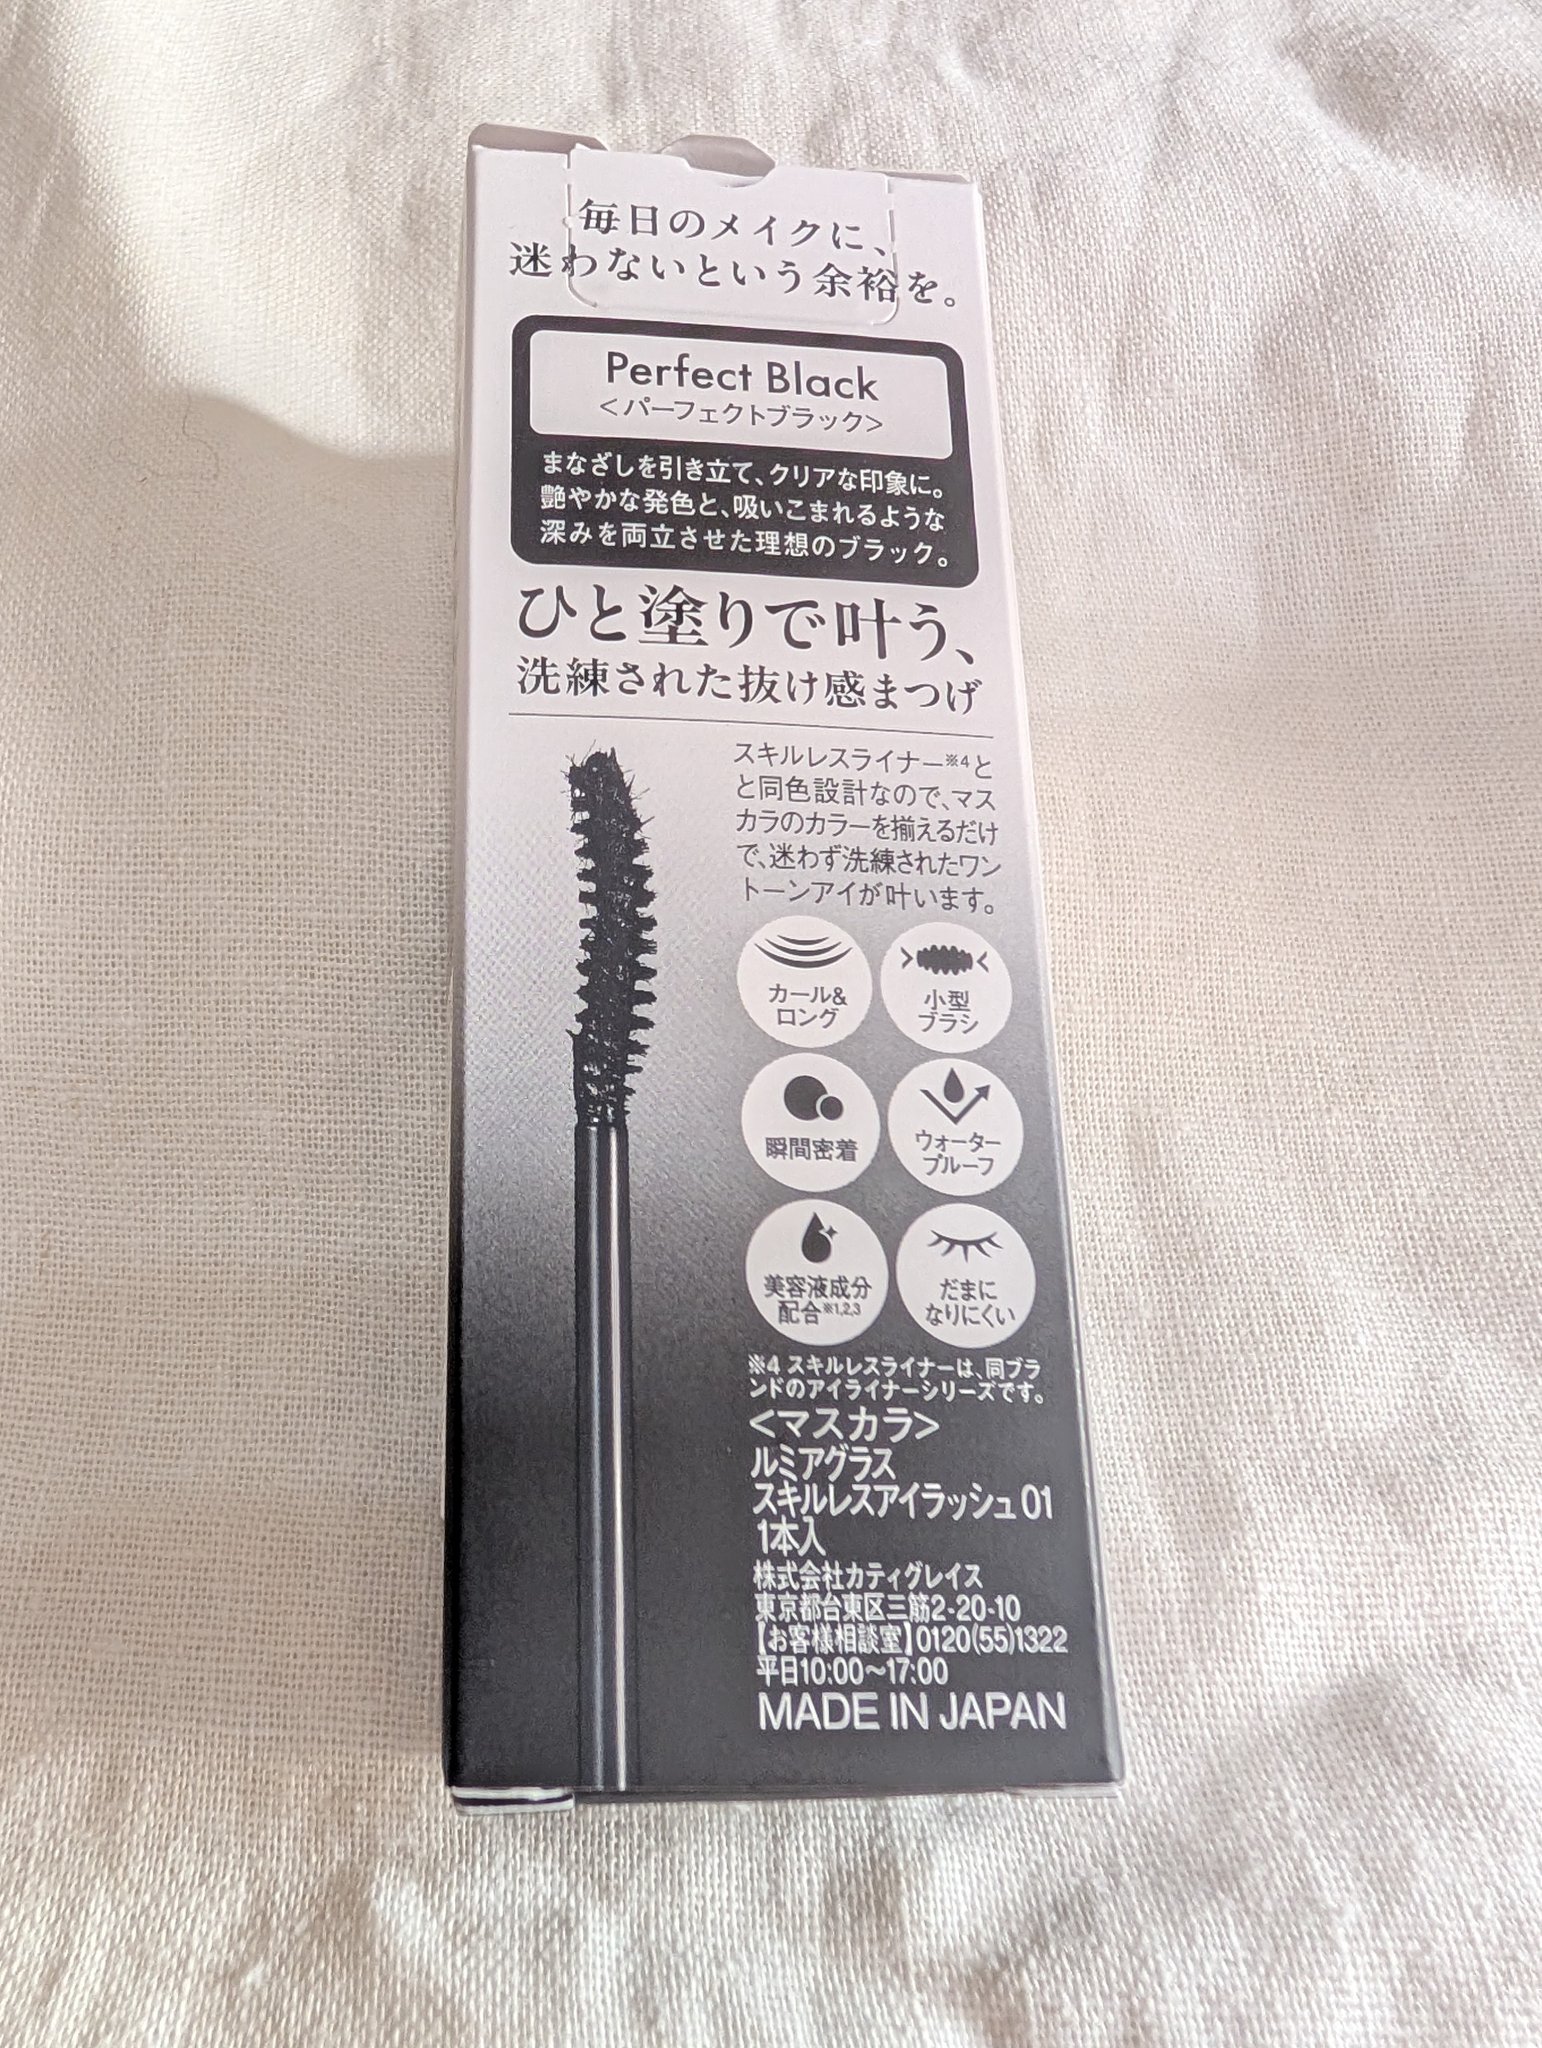 毎日のメイクに、
迷わないという余裕を。
Perfect Black
<パーフェクトブラック>
まなざしを引き立て、クリアな印象に。
艶やかな発色と、吸いこまれるような
深みを両立させた理想のブラック。
ひと塗りで叶う、
洗練された抜け感まつげ
スキルレスライナー※4と
と同色設計なので、マス
カラのカラーを揃えるだけ
で、迷わず洗練されたワン
トーンアイが叶います。
カール&
ロング
小型
ブラシ
瞬間密着
ウォーター
プルーフ
美容液成分
配合※1,2,3
だまに
なりにくい
※4 スキルレスライナーは、同ブラ
ンドのアイライナーシリーズです。
<マスカラ>
ルミアグラス
スキルレスアイラッシュ 01
1本入
株式会社カティグレイス
東京都台東区三筋2-20-10
【お客様相談室】0120(55)1322
平日10:00~17:00
MADE IN JAPAN